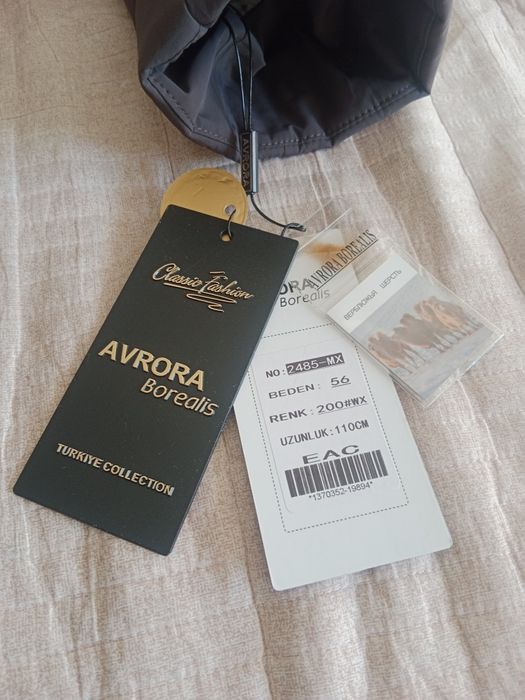 AVRORA
Classic Fashion
AVRORA
Borealis
TURKIYE COLLECTION
ORA
Borealis
AVRORA BOREALIS
ВЕРБЛЮЖЬЯ ШЕРСТЬ
NO: 2485-MX
BEDEN: 56
RENK: 200#WX
UZUNLUK: 110CM
EAC
*1370352-19894*